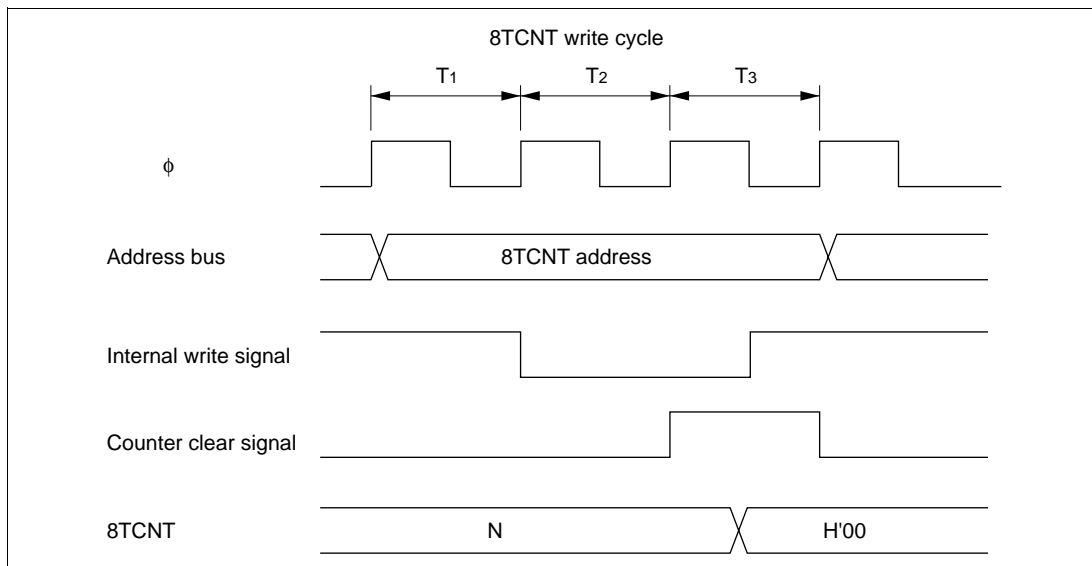 8TCNT write cycle
T1 T2 T3
ϕ
Address bus 8TCNT address
Internal write signal
Counter clear signal
8TCNT N H'00